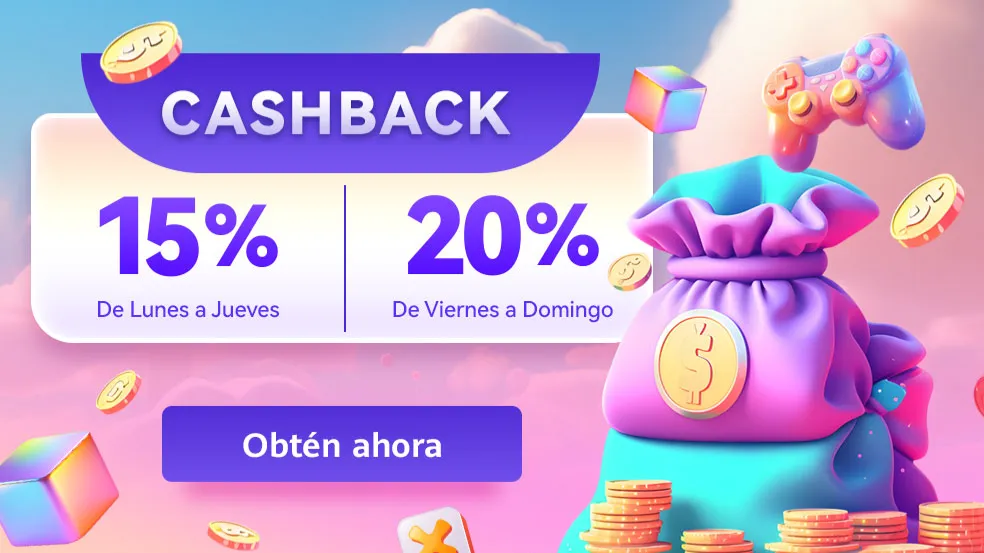 CASHBACK
15%
De Lunes a Jueves
20%
De Viernes a Domingo
$
Obtén ahora